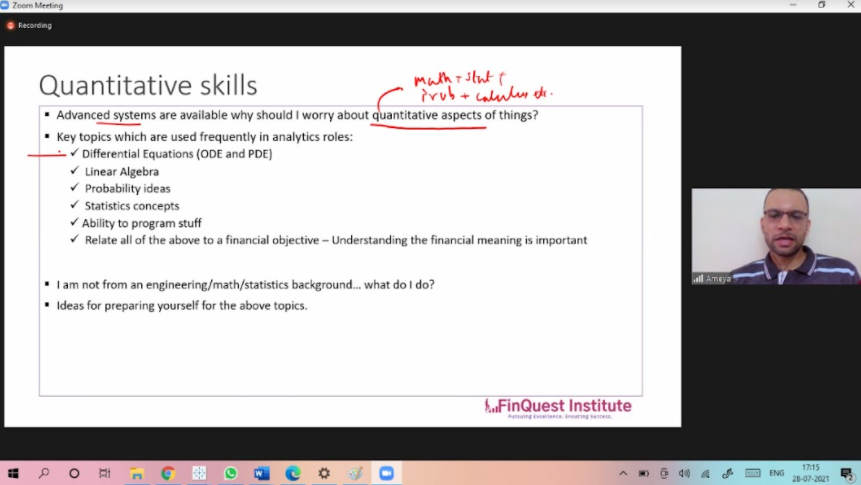 Zoom Meeting
Recording
Quantitative skills
math + stat +
prob + calculus etc.
Advanced systems are available why should I worry about quantitative aspects of things?
Key topics which are used frequently in analytics roles:
Differential Equations (ODE and PDE)
Linear Algebra
Probability ideas
Statistics concepts
Ability to program stuff
Relate all of the above to a financial objective – Understanding the financial meaning is important
I am not from an engineering/math/statistics background... what do I do?
Ideas for preparing yourself for the above topics.
FinQuest Institute
Pursuing Excellence. Ensuring Success.
Ameya
ENG
17:15
28-07-2021
2